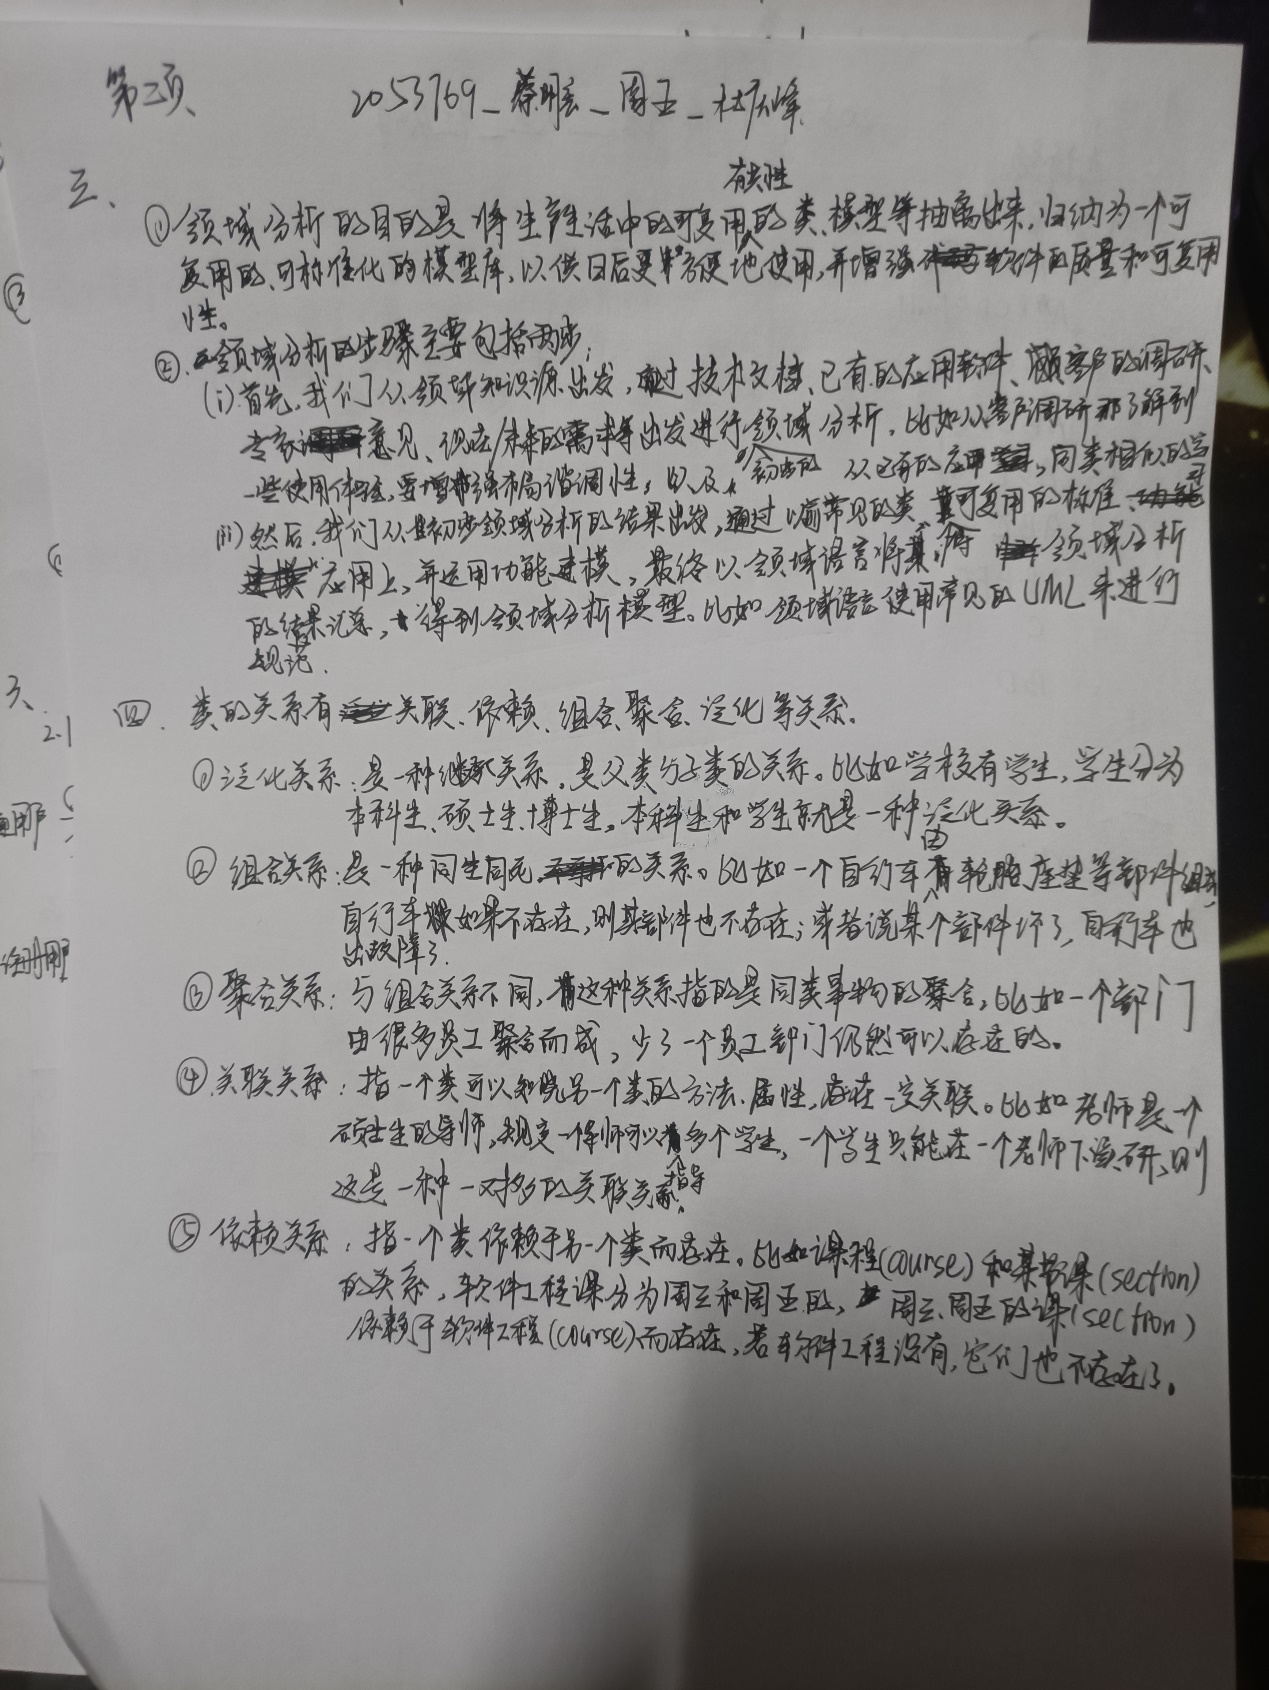 第二页
2053769_蔡明宏_周五_杜庆峰
三、
有共性
①领域分析的目的是将生产生活中的可复用的类、模型等抽离出来,归纳为一个可
复用的、可标准化的模型库,以供日后更方便地使用,并增强软件的质量和可复用
性。
②领域分析的步骤主要包括两步:
(i)首先,我们从领域知识源出发,通过技术文档、已有的应用软件、顾客的调研、
专家意见、现在/未来的需求等出发进行领域分析。比如从客户调研那了解到
一些使用体验,要增强布局谐调性,以及 从已有的应用 ,同类相似的
初步的
(ii)然后,我们从初步领域分析的结果出发,通过 常见的类、可复用的标准
应用上,并运用功能建模,最终以领域语言将 领域分析
的结果汇总,得到领域分析模型。比如领域语言使用常见的UML来进行
规范.
四. 类的关系有关联、依赖、组合、聚合、泛化等关系.
①泛化关系:是一种继承关系,是父类与子类的关系。比如学校有学生,学生分为
本科生、硕士生、博士生。本科生和学生就是一种泛化关系。
由
②组合关系:是一种同生同死的关系。比如一个自行车轮胎座垫等部件组成,
自行车如果不存在,则其部件也不存在;或者说某个部件坏了,自行车也
出故障了.
③聚合关系:与组合关系不同,这种关系指的是同类事物的聚合,比如一个部门
由很多员工聚合而成,少了一个员工部门仍然可以存在的。
④关联关系:指一个类可以知晓另一个类的方法、属性,存在一定关联。比如老师是一个
硕士生的导师,规定一个导师可以多个学生,一个学生只能在一个老师下读研,则
指导
这是一种一对多的关联关系.
⑤依赖关系:指一个类依赖于另一个类而存在。比如课程(course)和某节课(section)
的关系,软件工程课分为周三和周五的,周三、周五的课(section)
依赖于软件工程(course)而存在,若软件工程没有,它们也不存在了。
③
六、
2.1